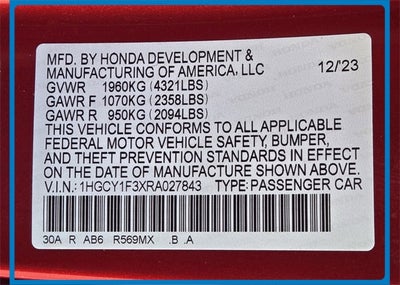 MFD. BY HONDA DEVELOPMENT &
MANUFACTURING OF AMERICA, LLC 12/'23
GVWR 1960KG (4321LBS)
GAWR F 1070KG (2358LBS)
GAWR R 950KG (2094LBS)
THIS VEHICLE CONFORMS TO ALL APPLICABLE
FEDERAL MOTOR VEHICLE SAFETY, BUMPER,
AND THEFT PREVENTION STANDARDS IN EFFECT
ON THE DATE OF MANUFACTURE SHOWN ABOVE.
V.I.N.: 1HGCY1F3XRA027843 TYPE: PASSENGER CAR
30A R AB6 R569MX .B .A